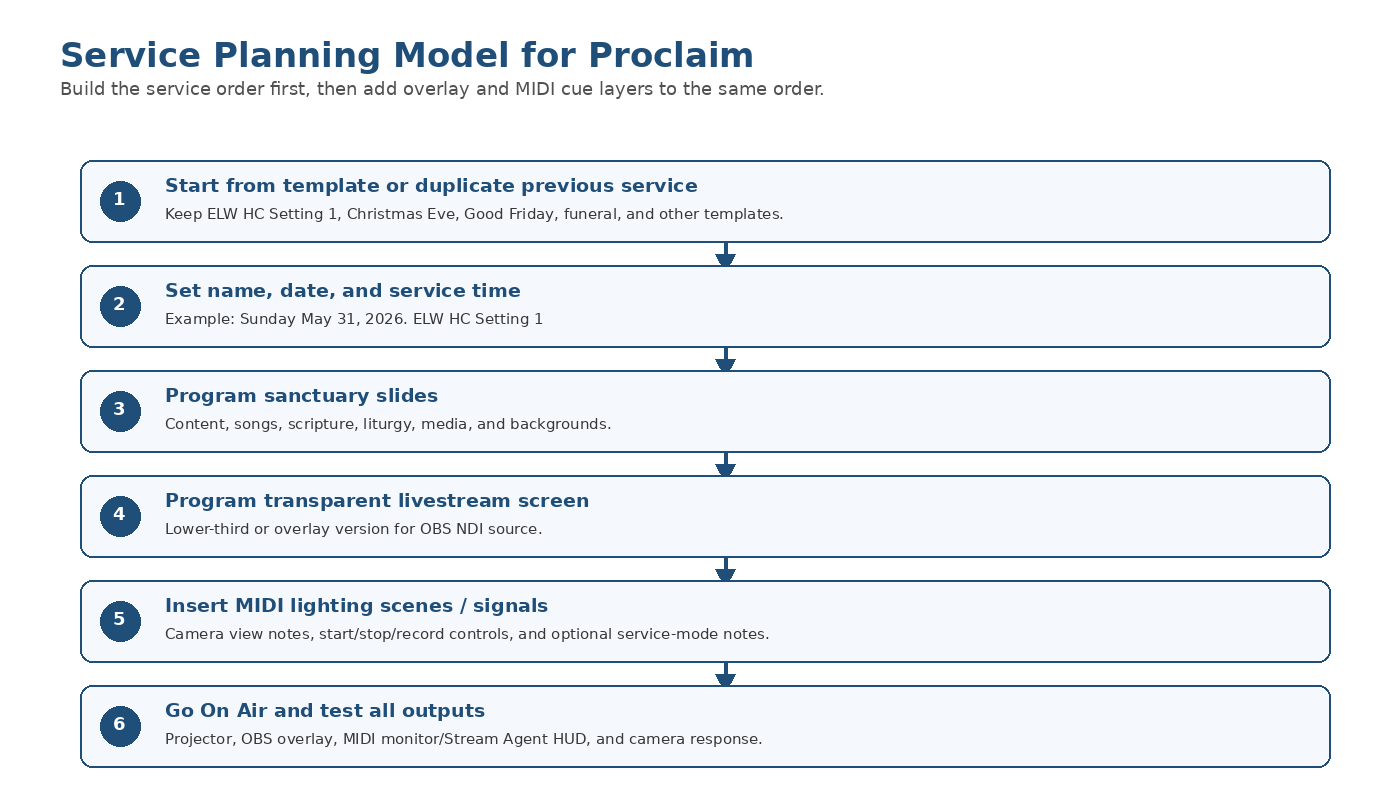 Service Planning Model for Proclaim
Build the service order first, then add overlay and MIDI cue layers to the same order.
1
Start from template or duplicate previous service
Keep ELW HC Setting 1, Christmas Eve, Good Friday, funeral, and other templates.
2
Set name, date, and service time
Example: Sunday May 31, 2026. ELW HC Setting 1
3
Program sanctuary slides
Content, songs, scripture, liturgy, media, and backgrounds.
4
Program transparent livestream screen
Lower-third or overlay version for OBS NDI source.
5
Insert MIDI lighting scenes / signals
Camera view notes, start/stop/record controls, and optional service-mode notes.
6
Go On Air and test all outputs
Projector, OBS overlay, MIDI monitor/Stream Agent HUD, and camera response.